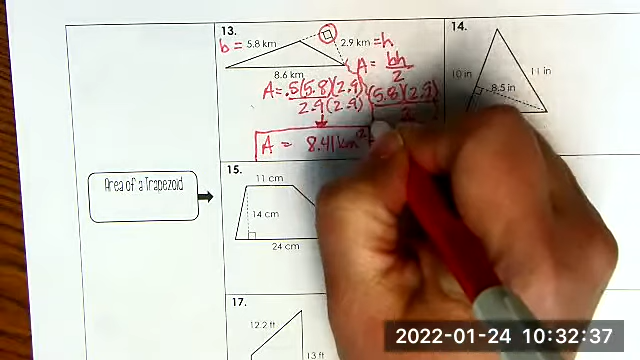 13.
b = 5.8 km
2.9 km = h
8.6 km
A = bh/2
A = .5(5.8)(2.9)
(5.8)(2.9)
2.9(2.9)
2
A = 8.41 km²
14.
10 in
11 in
8.5 in
Area of a Trapezoid
15.
11 cm
14 cm
24 cm
17.
12.2 ft
13 ft
2022-01-24 10:32:37